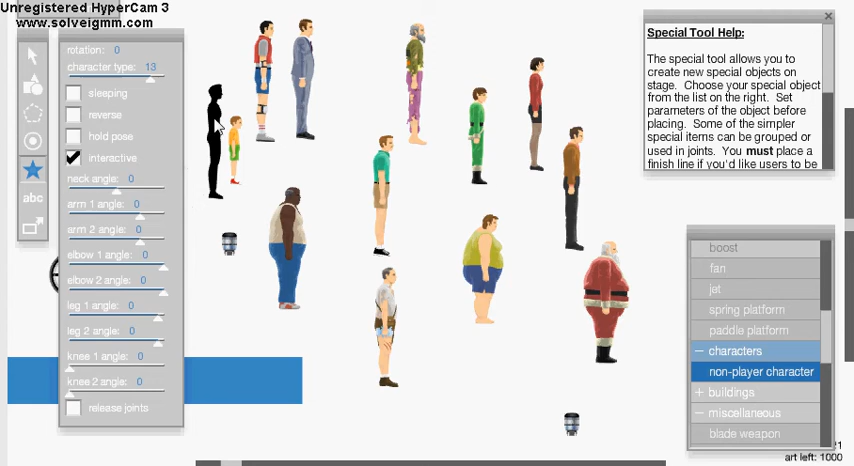 Unregistered HyperCam 3
www.solveigmm.com
rotation: 0
character type: 13
sleeping
reverse
hold pose
interactive
neck angle: 0
arm 1 angle: 0
arm 2 angle: 0
elbow 1 angle: 0
elbow 2 angle: 0
leg 1 angle: 0
leg 2 angle: 0
knee 1 angle: 0
knee 2 angle: 0
release joints
abc
Special Tool Help:
The special tool allows you to
create new special objects on
stage. Choose your special object
from the list on the right. Set
parameters of the object before
placing. Some of the simpler
special items can be grouped or
used in joints. You must place a
finish line if you'd like users to be
boost
fan
jet
spring platform
paddle platform
− characters
non-player character
+ buildings
− miscellaneous
blade weapon
art left: 1000